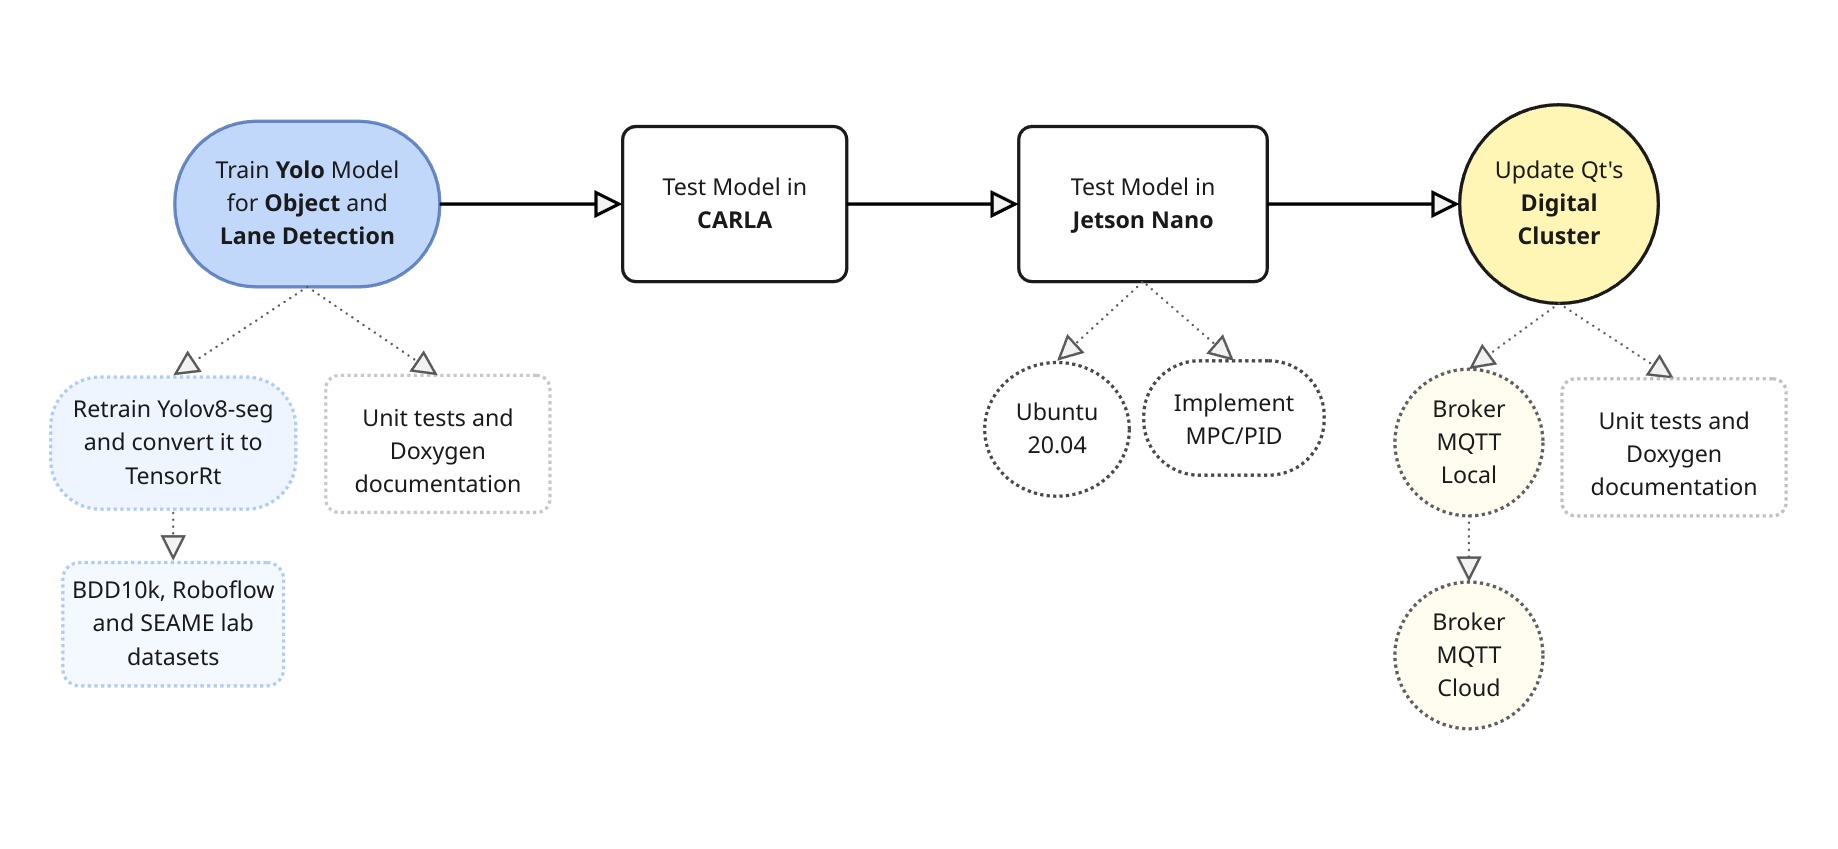 Train Yolo Model
for Object and
Lane Detection
Test Model in
CARLA
Test Model in
Jetson Nano
Update Qt's
Digital
Cluster
Retrain Yolov8-seg
and convert it to
TensorRt
Unit tests and
Doxygen
documentation
Ubuntu
20.04
Implement
MPC/PID
Broker
MQTT
Local
Unit tests and
Doxygen
documentation
BDD10k, Roboflow
and SEAME lab
datasets
Broker
MQTT
Cloud